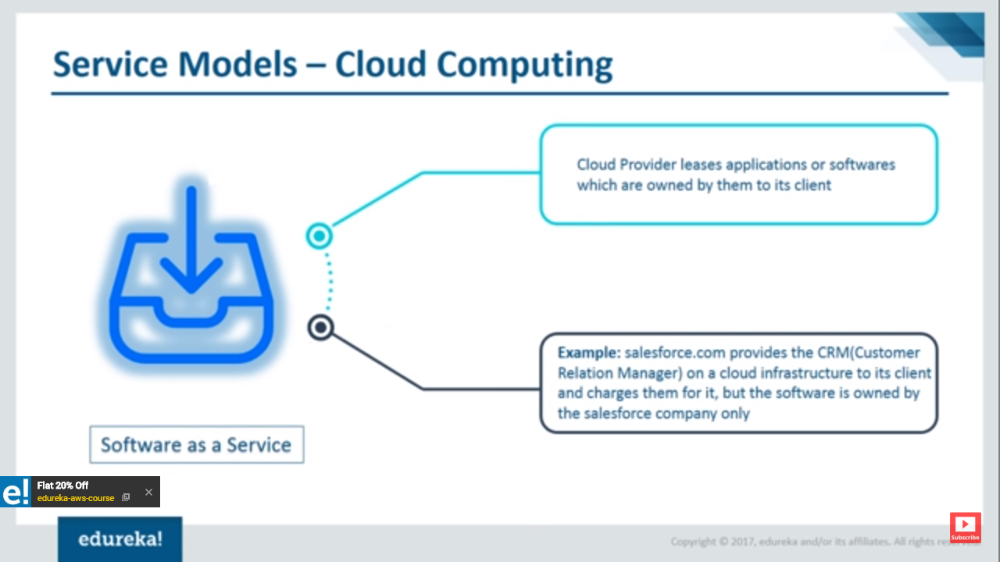 Service Models – Cloud Computing
Cloud Provider leases applications or softwares
which are owned by them to its client
Example: salesforce.com provides the CRM(Customer
Relation Manager) on a cloud infrastructure to its client
and charges them for it, but the software is owned by
the salesforce company only
Software as a Service
e!
Flat 20% Off
edureka-aws-course
edureka!
Copyright © 2017, edureka and/or its affiliates. All rights reserved.
Subscribe